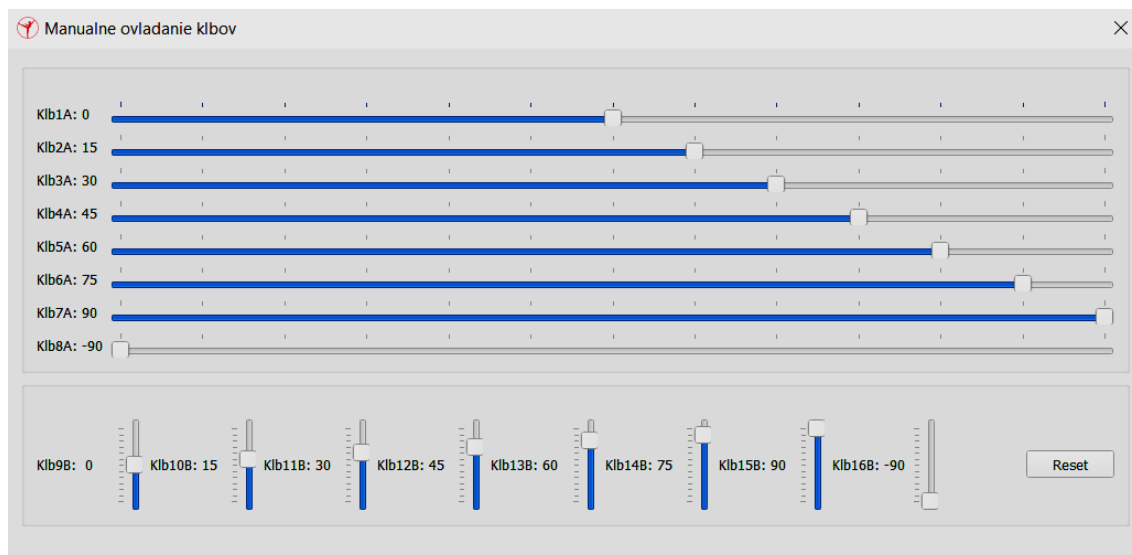 Manualne ovladanie klbov
Klb1A: 0
Klb2A: 15
Klb3A: 30
Klb4A: 45
Klb5A: 60
Klb6A: 75
Klb7A: 90
Klb8A: -90
Klb9B: 0 Klb10B: 15 Klb11B: 30 Klb12B: 45 Klb13B: 60 Klb14B: 75 Klb15B: 90 Klb16B: -90 Reset